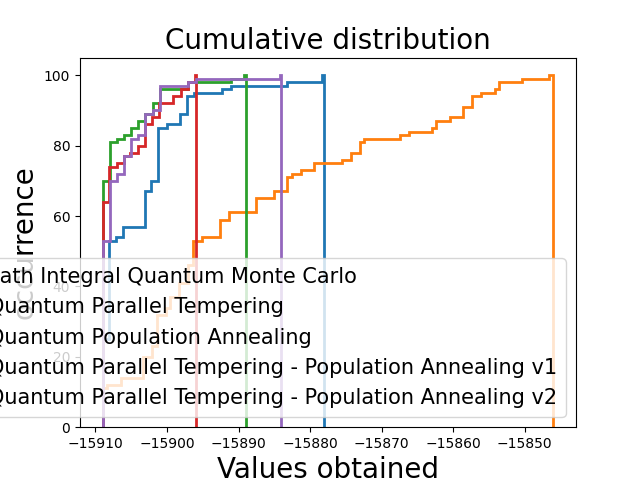 Cumulative distribution
100
80
60
40
20
0
occurrence
ath Integral Quantum Monte Carlo
Quantum Parallel Tempering
Quantum Population Annealing
Quantum Parallel Tempering - Population Annealing v1
Quantum Parallel Tempering - Population Annealing v2
−15910 −15900 −15890 −15880 −15870 −15860 −15850
Values obtained